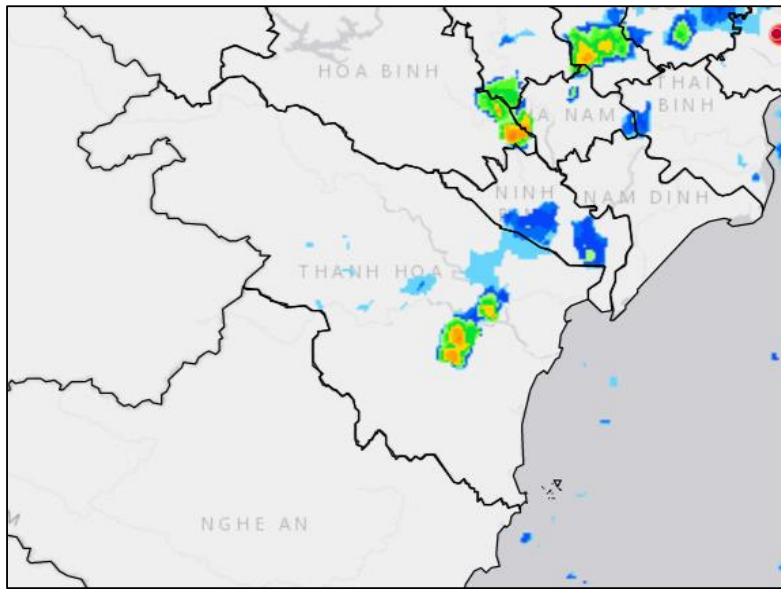 HOA BINH
THAI
BINH
A NAM
NINH
NAM DINH
THANH HOA
NGHE AN
M